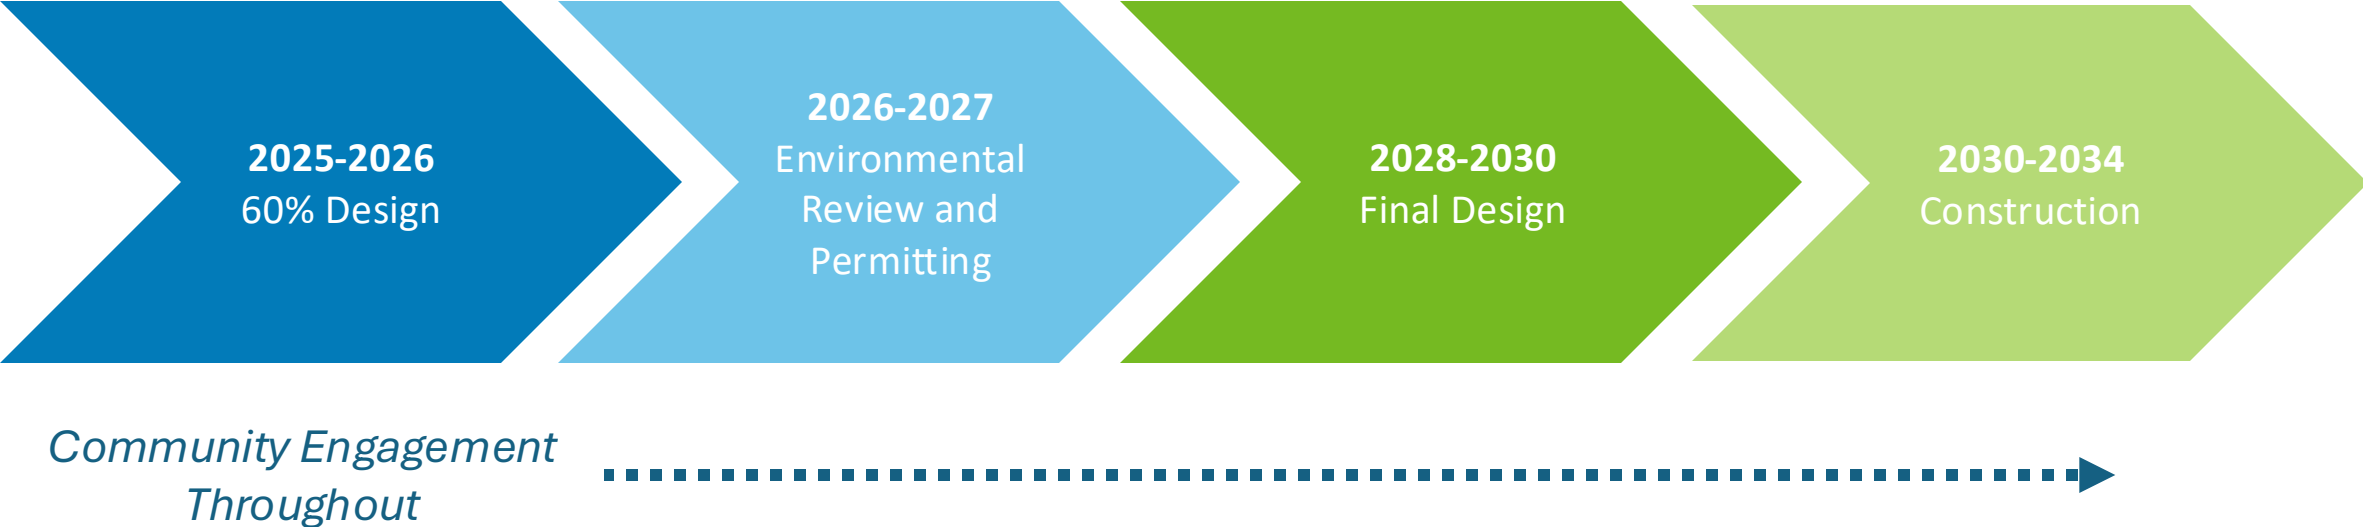 2025-2026
60% Design
2026-2027
Environmental
Review and
Permitting
2028-2030
Final Design
2030-2034
Construction
Community Engagement
Throughout